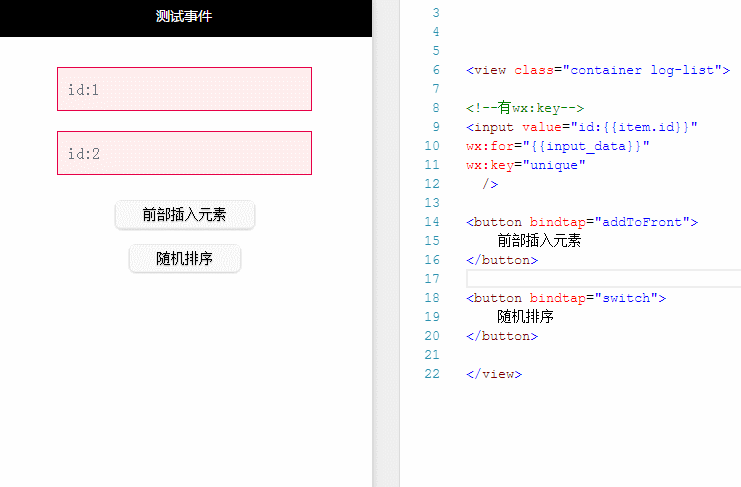 测试事件
id:1
id:2
前部插入元素
随机排序
3
4
5
6 <view class="container log-list">
7
8 <!--有wx:key-->
9 <input value="id:{{item.id}}"
10 wx:for="{{input_data}}"
11 wx:key="unique"
12 />
13
14 <button bindtap="addToFront">
15 前部插入元素
16 </button>
17
18 <button bindtap="switch">
19 随机排序
20 </button>
21
22 </view>